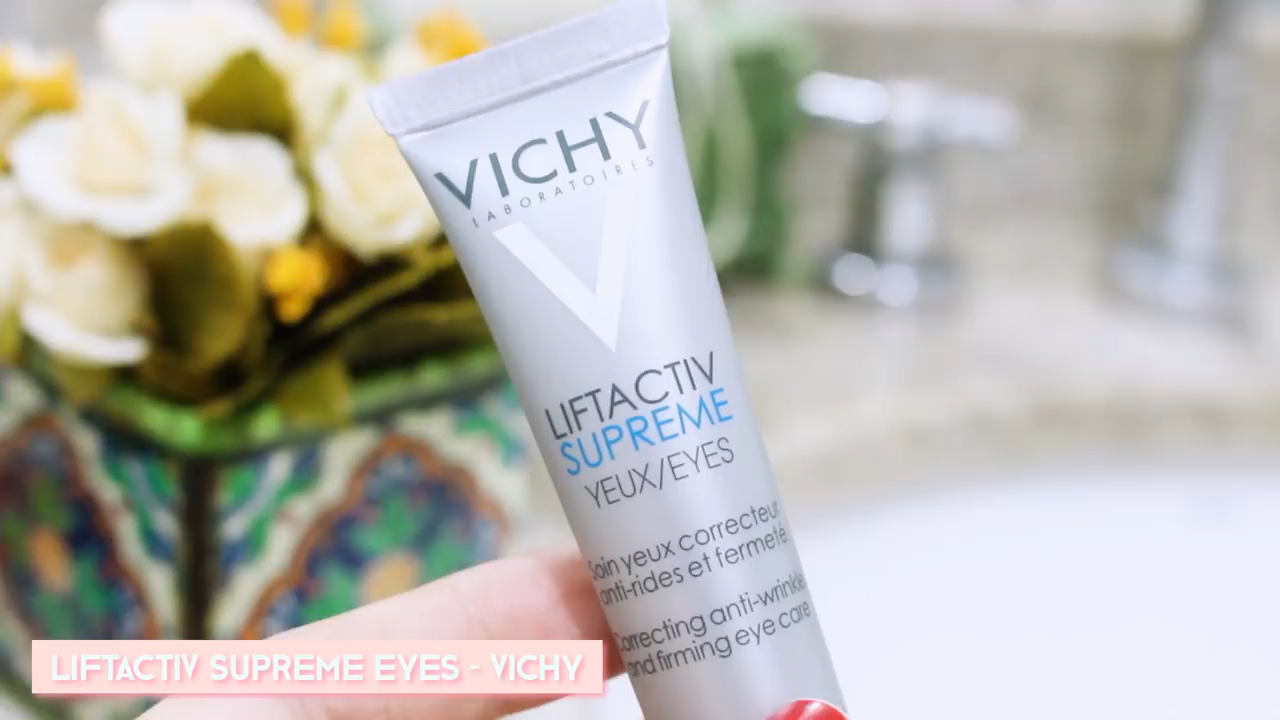 VICHY
LABORATOIRES
V
LIFTACTIV
SUPREME
YEUX/EYES
Soin yeux correcteur
anti-rides et fermeté
Correcting anti-wrinkle
and firming eye care
LIFTACTIV SUPREME EYES - VICHY